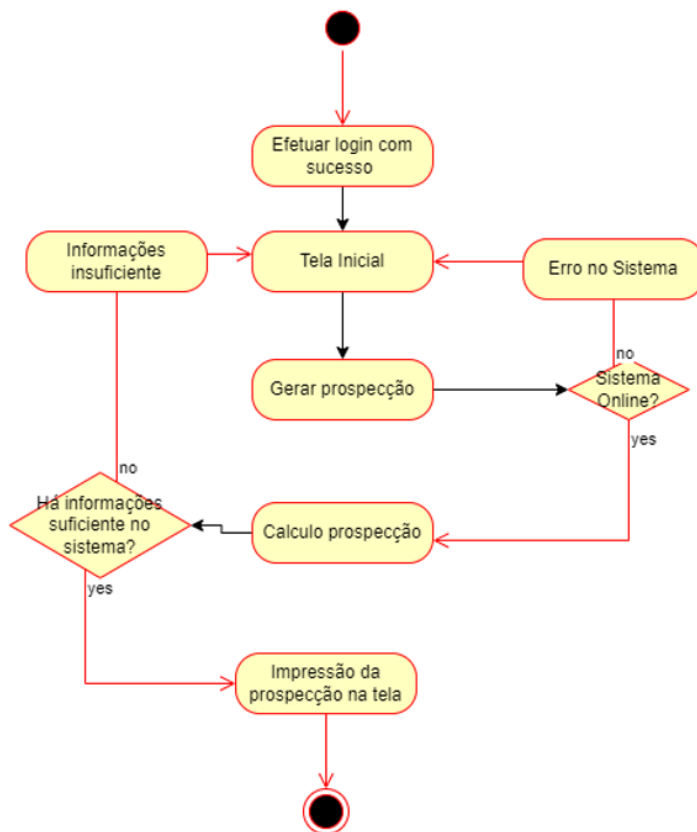 Efetuar login com
sucesso
Informações
insuficiente
Tela Inicial
Erro no Sistema
Gerar prospecção
no
Sistema
Online?
yes
no
Há informações
suficiente no
sistema?
Calculo prospecção
yes
Impressão da
prospecção na tela